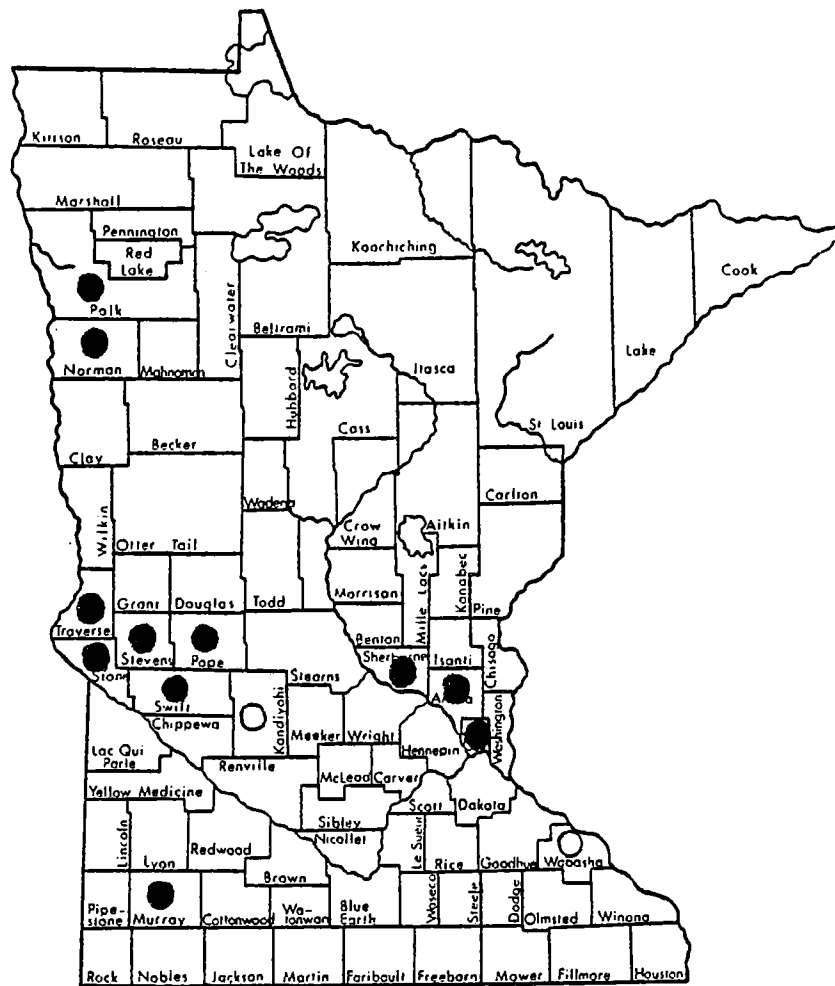 Kittson
Roseau
Lake Of
The Woods
Marshall
Pennington
Red
Lake
Koochiching
Cook
Polk
Clearwater
Beltrami
Norman
Mahnomen
Itasca
Lake
Hubbard
St Louis
Cass
Becker
Clay
Carlton
Wadena
Wilkin
Otter Tail
Crow
Wing
Aitkin
Mille Lacs
Kanabec
Morrison
Grant
Douglas
Todd
Pine
Traverse
Benton
Stevens
Pope
Sherburne
Isanti
Chisago
Stone
Stearns
Swift
Kandiyohi
Chippewa
Meeker
Wright
Washington
Lac Qui
Parle
Hennepin
Renville
McLeod
Carver
Yellow Medicine
Scott
Dakota
Sibley
Lincoln
Nicollet
Le Sueur
Lyon
Redwood
Rice
Goodhue
Wabasha
Brown
Waseca
Steele
Dodge
Pipe-
stone
Murray
Cottonwood
Wa-
tonwan
Blue
Earth
Olmsted
Winona
Rock
Nobles
Jackson
Martin
Faribault
Freeborn
Mower
Fillmore
Houston